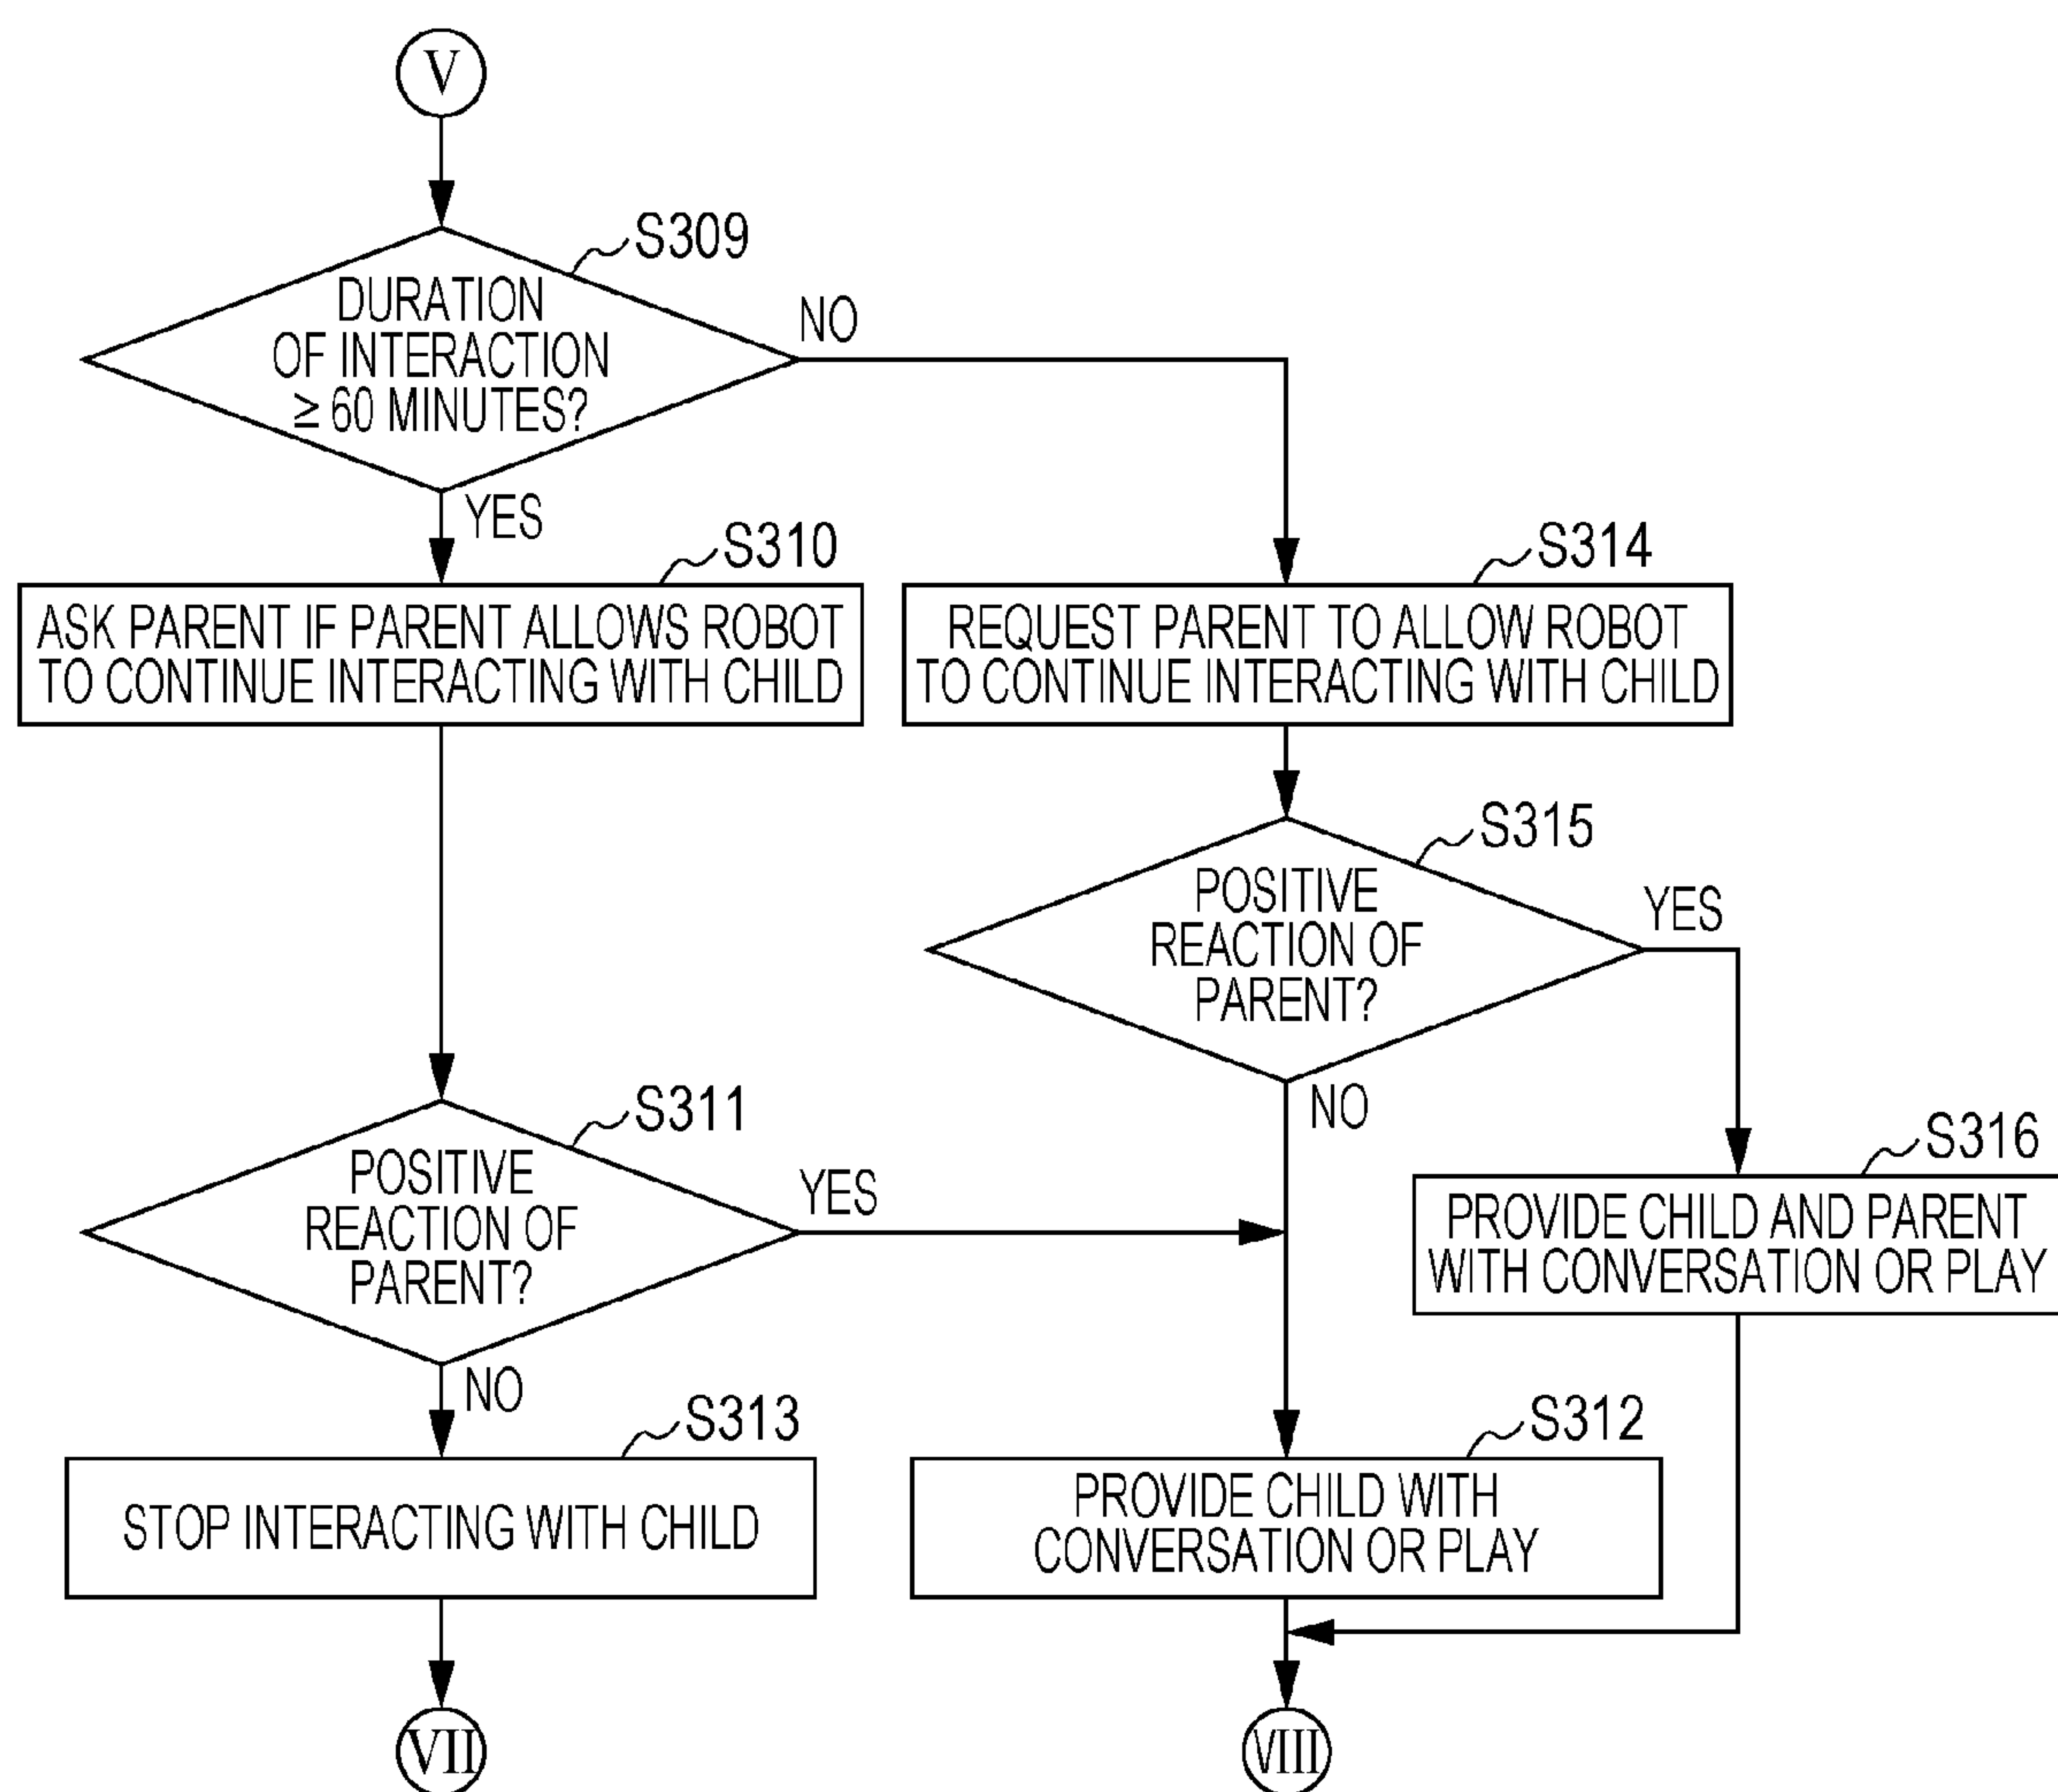 V
S309
DURATION
OF INTERACTION
≥ 60 MINUTES?
NO
YES
S310
ASK PARENT IF PARENT ALLOWS ROBOT
TO CONTINUE INTERACTING WITH CHILD
S314
REQUEST PARENT TO ALLOW ROBOT
TO CONTINUE INTERACTING WITH CHILD
S315
POSITIVE
REACTION OF
PARENT?
YES
NO
S311
POSITIVE
REACTION OF
PARENT?
YES
NO
S316
PROVIDE CHILD AND PARENT
WITH CONVERSATION OR PLAY
S313
STOP INTERACTING WITH CHILD
S312
PROVIDE CHILD WITH
CONVERSATION OR PLAY
VII
VIII